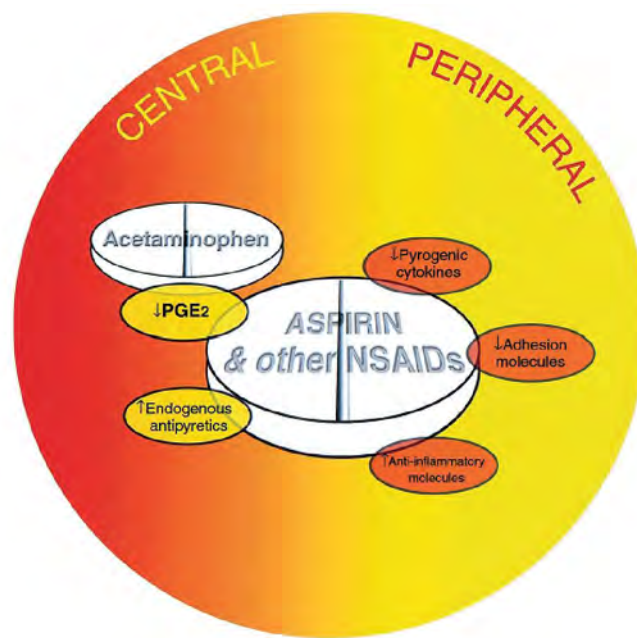 CENTRAL
PERIPHERAL
Acetaminophen
↓PGE2
↑Endogenous
antipyretics
ASPIRIN
& other NSAIDs
↓Pyrogenic
cytokines
↓Adhesion
molecules
↑Anti-inflammatory
molecules